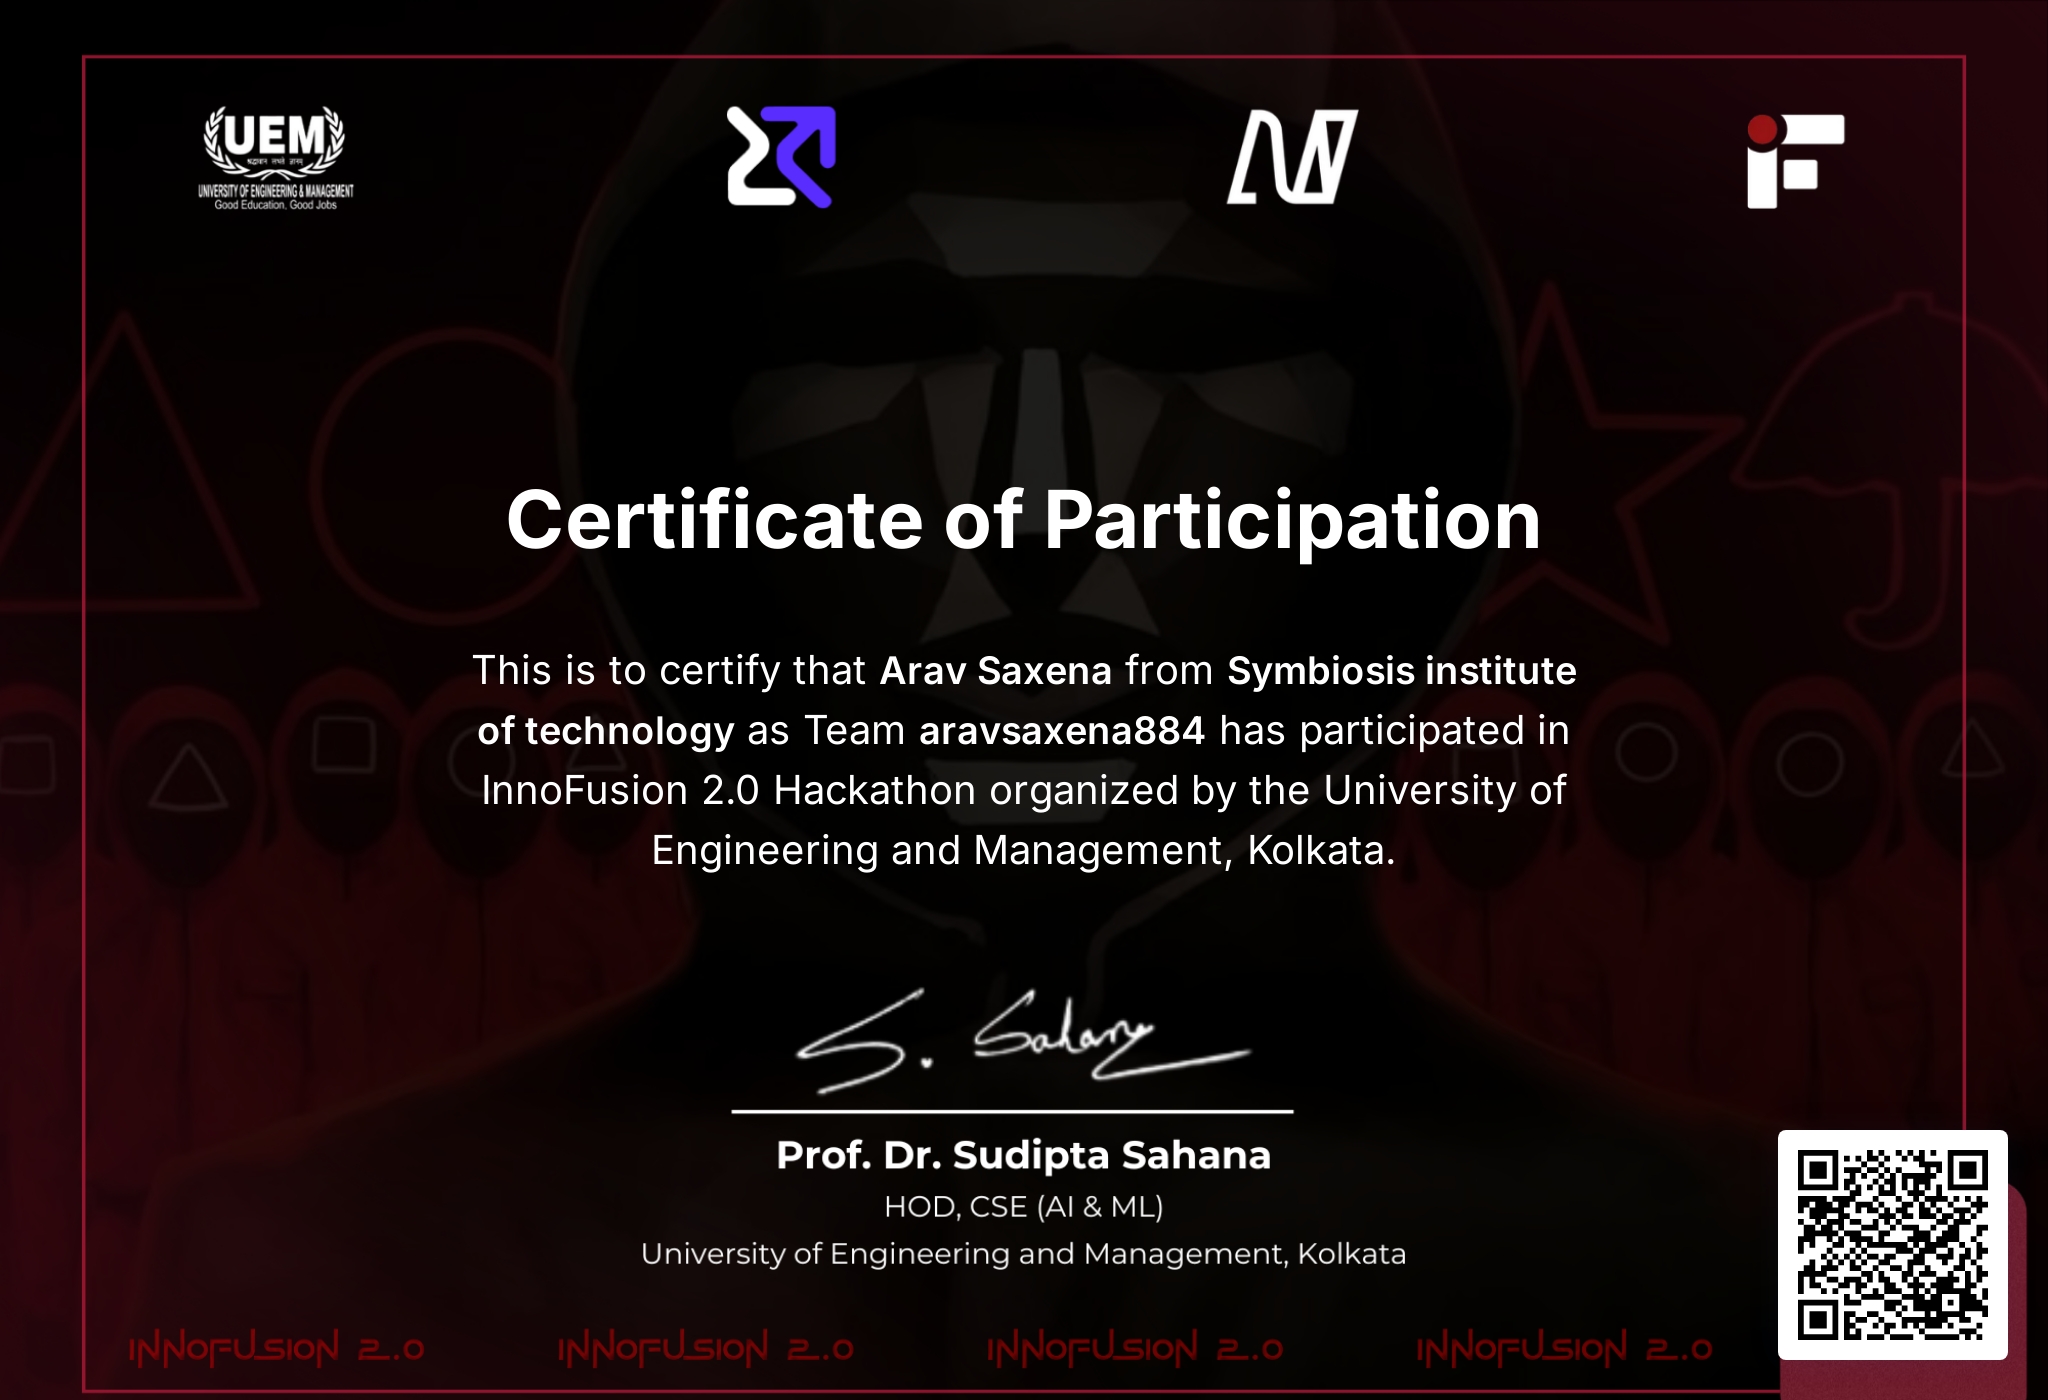 UEM
श्रद्धावान लभते ज्ञानम्
UNIVERSITY OF ENGINEERING & MANAGEMENT
Good Education, Good Jobs
Certificate of Participation
This is to certify that Arav Saxena from Symbiosis institute
of technology as Team aravsaxena884 has participated in
InnoFusion 2.0 Hackathon organized by the University of
Engineering and Management, Kolkata.
S. Sahana
Prof. Dr. Sudipta Sahana
HOD, CSE (AI & ML)
University of Engineering and Management, Kolkata
INNOFUSION 2.0 INNOFUSION 2.0 INNOFUSION 2.0 INNOFUSION 2.0